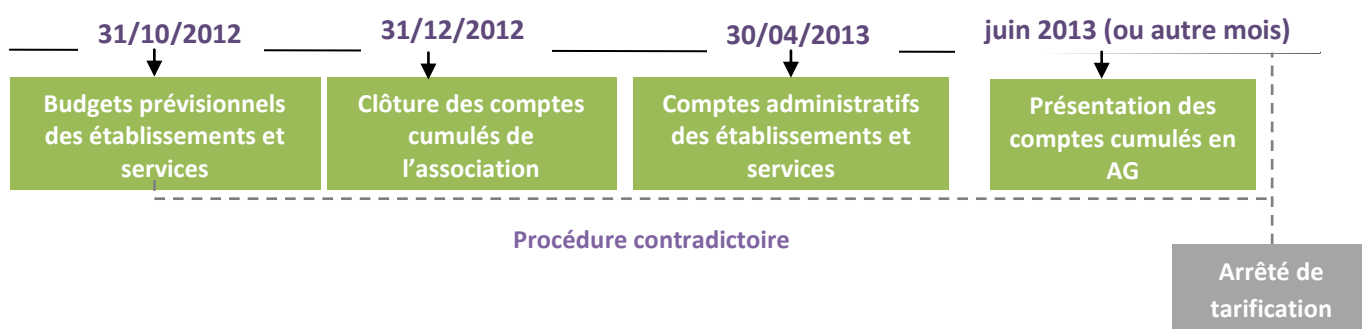 31/10/2012
31/12/2012
30/04/2013
juin 2013 (ou autre mois)
Budgets prévisionnels
des établissements et
services
Clôture des comptes
cumulés de
l’association
Comptes administratifs
des établissements et
services
Présentation des
comptes cumulés en
AG
Procédure contradictoire
Arrêté de
tarification